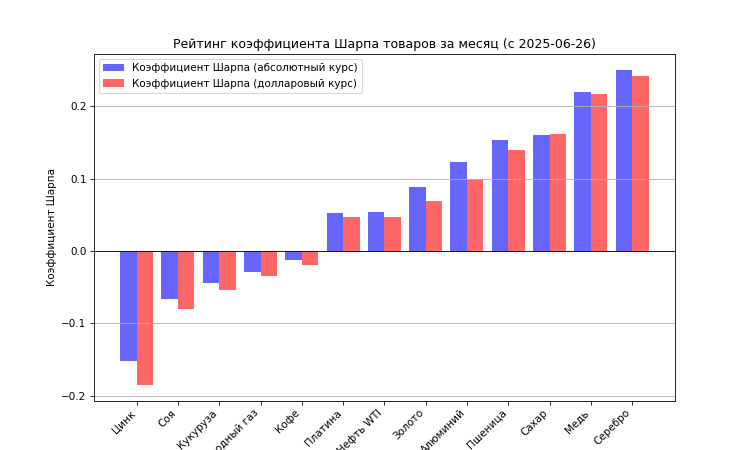 Рейтинг коэффициента Шарпа товаров за месяц (с 2025-06-26)
Коэффициент Шарпа (абсолютный курс)
Коэффициент Шарпа (долларовый курс)
Коэффициент Шарпа
0.2
0.1
0.0
−0.1
−0.2
Цинк
Соя
Кукуруза
одный газ
Кофе
Платина
Нефть WTI
Золото
Алюминий
Пшеница
Сахар
Медь
Серебро